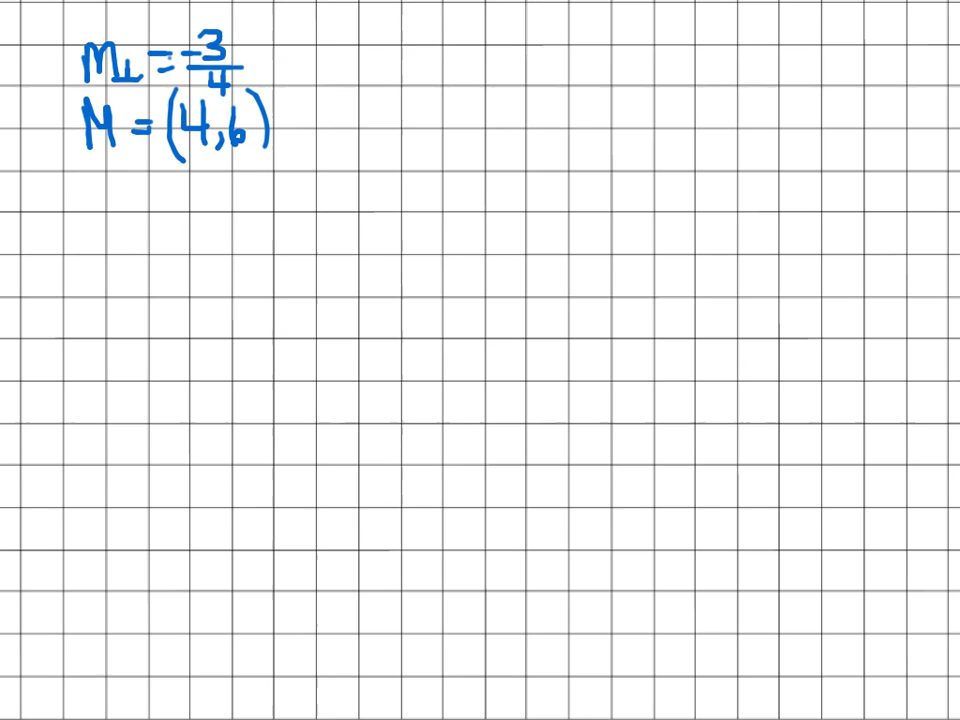 m⊥ = -3/4
M = (4,6)